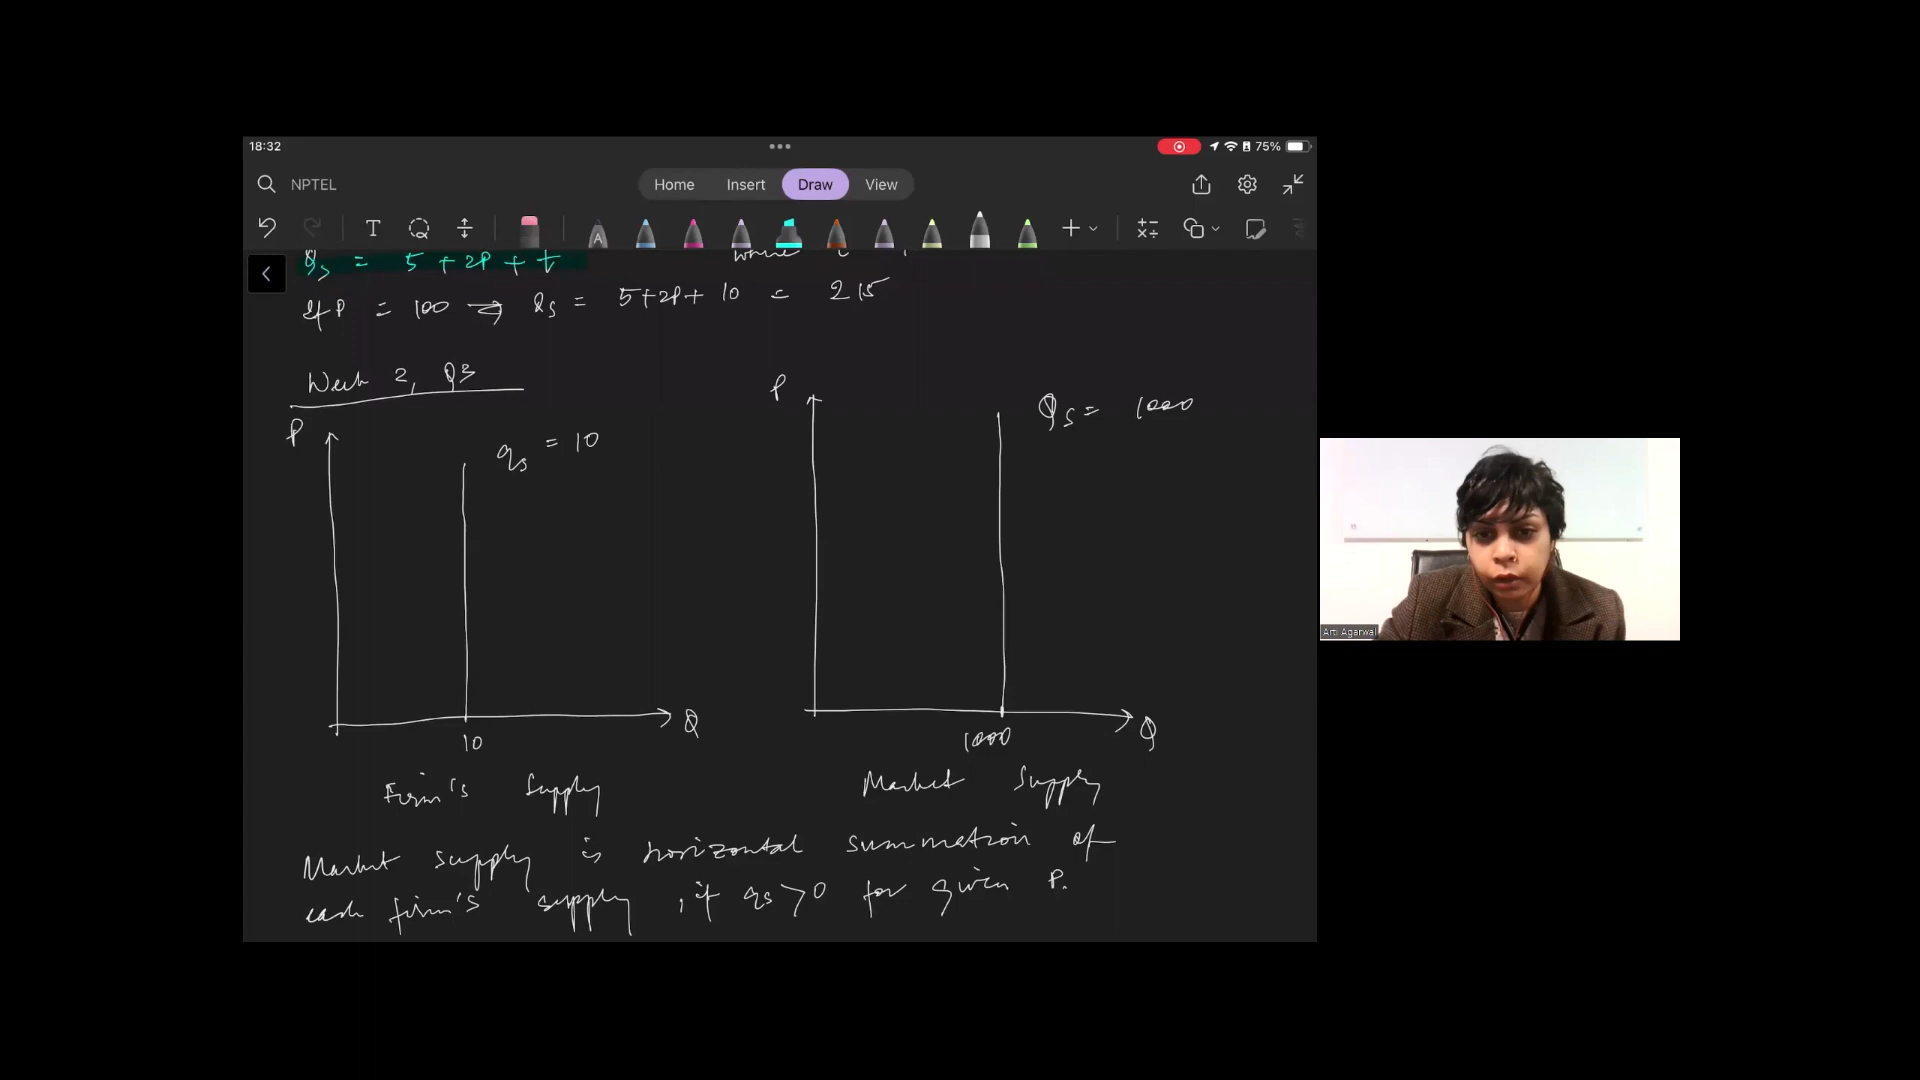 18:32
75%
NPTEL
Home Insert Draw View
T
A
Qs = 5 + 2P + t
where t
If P = 100 ⇒ Qs = 5+2P+ 10 = 215
Week 2, Q3
P
qs = 10
10
Q
Firm's Supply
P
Qs = 1000
1000
Q
Market Supply
Market supply is horizontal summation of
each firm's supply, if qs > 0 for given P.
Arti Agarwal